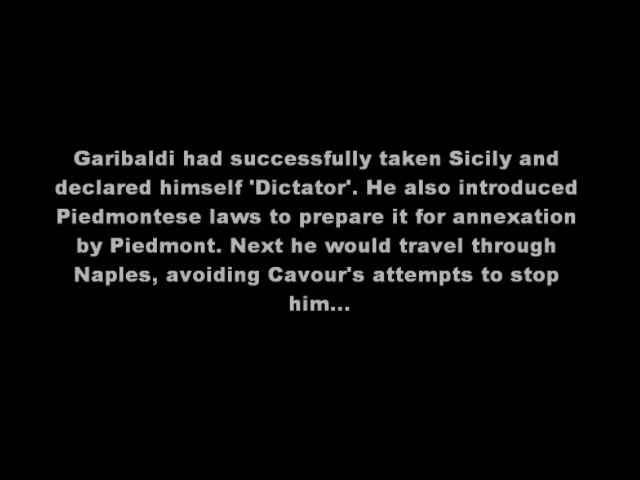 Garibaldi had successfully taken Sicily and
declared himself 'Dictator'. He also introduced
Piedmontese laws to prepare it for annexation
by Piedmont. Next he would travel through
Naples, avoiding Cavour's attempts to stop
him...